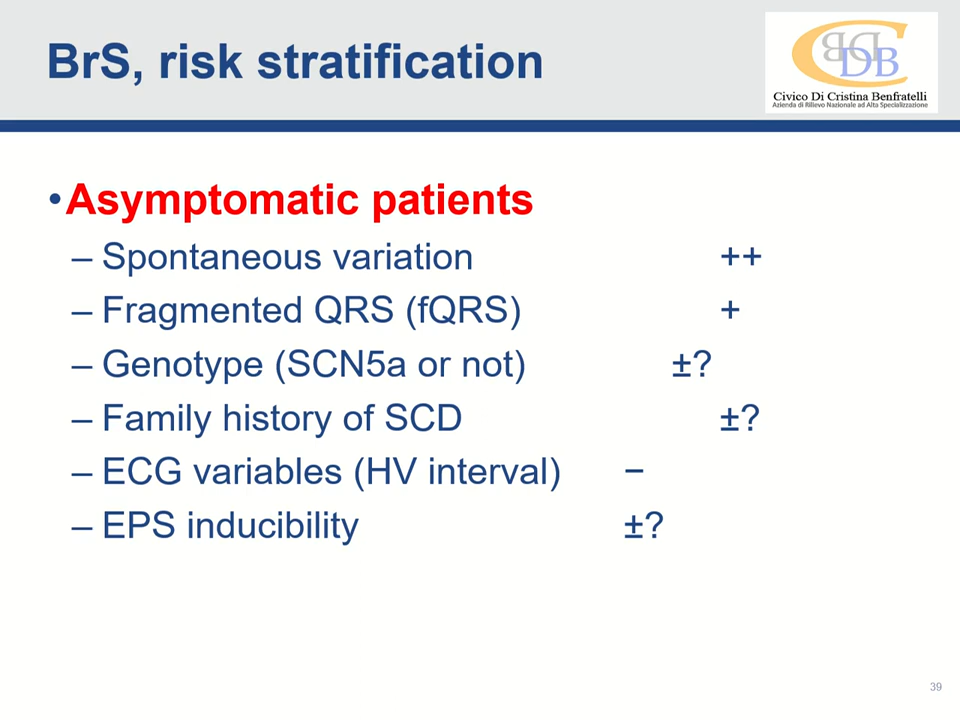 BrS, risk stratification
CBDB
Civico Di Cristina Benfratelli
Azienda di Rilievo Nazionale ad Alta Specializzazione
•Asymptomatic patients
– Spontaneous variation ++
– Fragmented QRS (fQRS) +
– Genotype (SCN5a or not) ±?
– Family history of SCD ±?
– ECG variables (HV interval) −
– EPS inducibility ±?
39